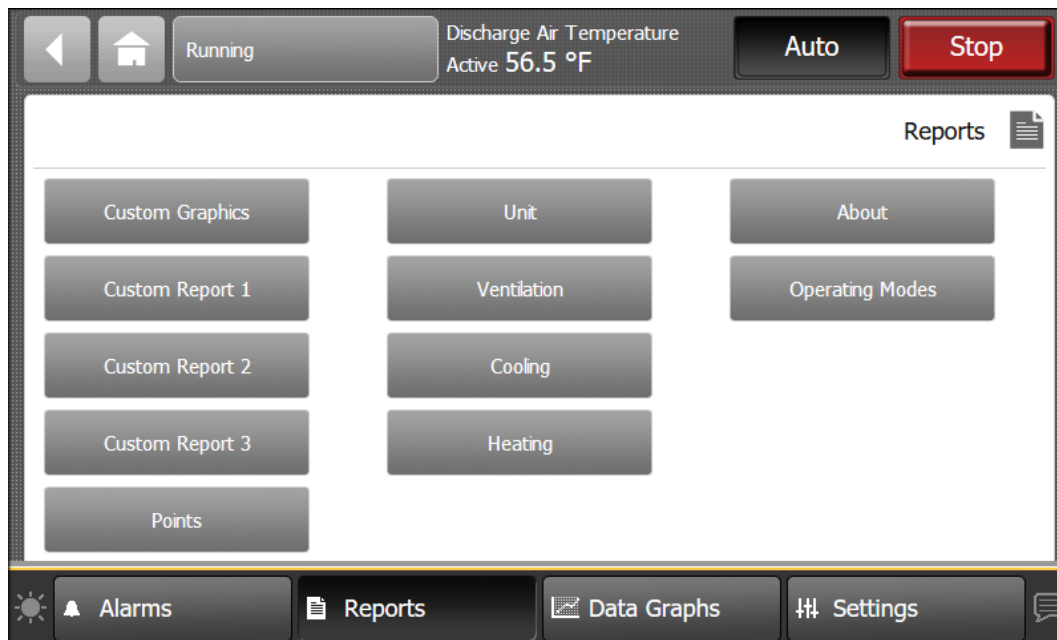 Running
Discharge Air Temperature
Active 56.5 °F
Auto
Stop
Reports
Custom Graphics
Unit
About
Custom Report 1
Ventilation
Operating Modes
Custom Report 2
Cooling
Custom Report 3
Heating
Points
Alarms
Reports
Data Graphs
Settings